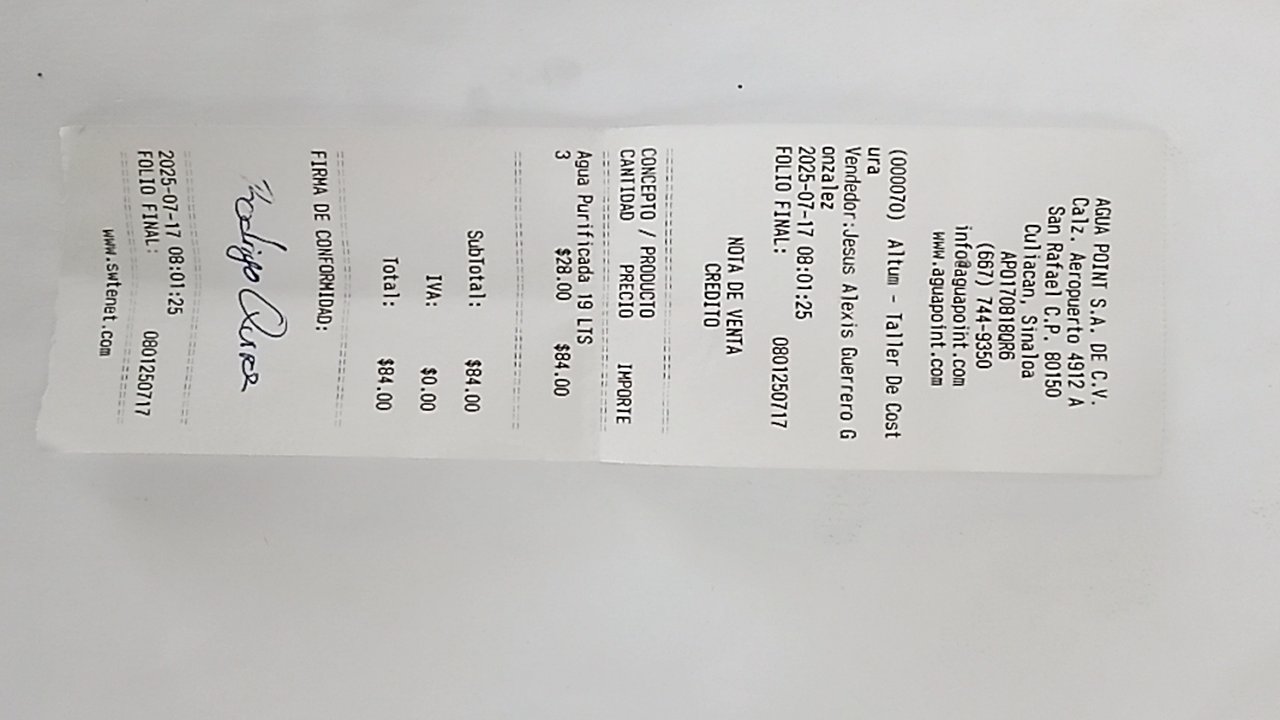 AGUA POINT S.A. DE C.V.
Calz. Aeropuerto 4912 A
San Rafael C.P. 80150
Culiacan, Sinaloa
APO170818QR6
(667) 744-9350
info@aguapoint.com
www.aguapoint.com
(000070) Altum - Taller De Cost
ura
Vendedor:Jesus Alexis Guerrero G
onzalez
2025-07-17 08:01:25
FOLIO FINAL: 0801250717
NOTA DE VENTA
CREDITO
CONCEPTO / PRODUCTO
CANTIDAD PRECIO IMPORTE
Agua Purificada 19 LTS
3 $28.00 $84.00
SubTotal: $84.00
IVA: $0.00
Total: $84.00
FIRMA DE CONFORMIDAD:
Rodrigo
2025-07-17 08:01:25
FOLIO FINAL: 0801250717
www.swtenet.com